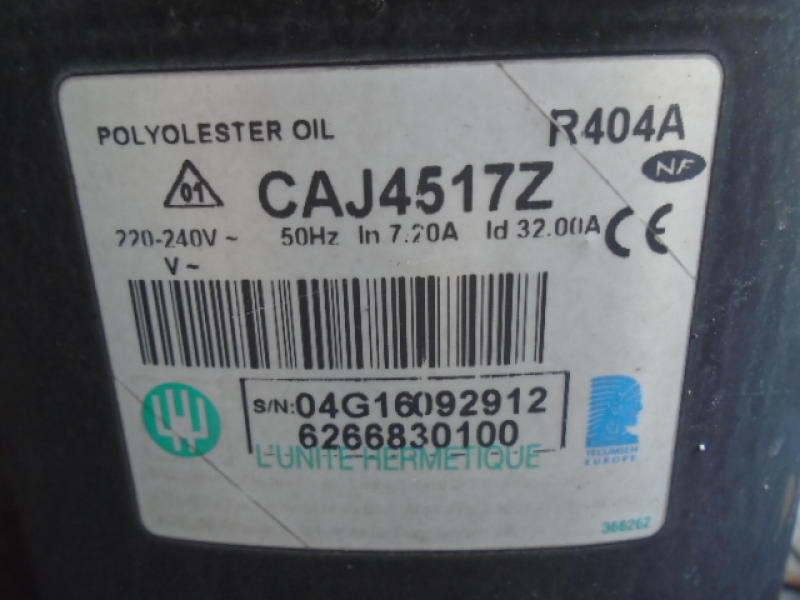 POLYOLESTER OIL R404A
01 CAJ4517Z NF
220-240V ~ 50Hz In 7.20A Id 32.00A CE
V ~
S/N: 04G16092912
6266830100
L'UNITE HERMETIQUE
TECUMSEH
EUROPE
366262